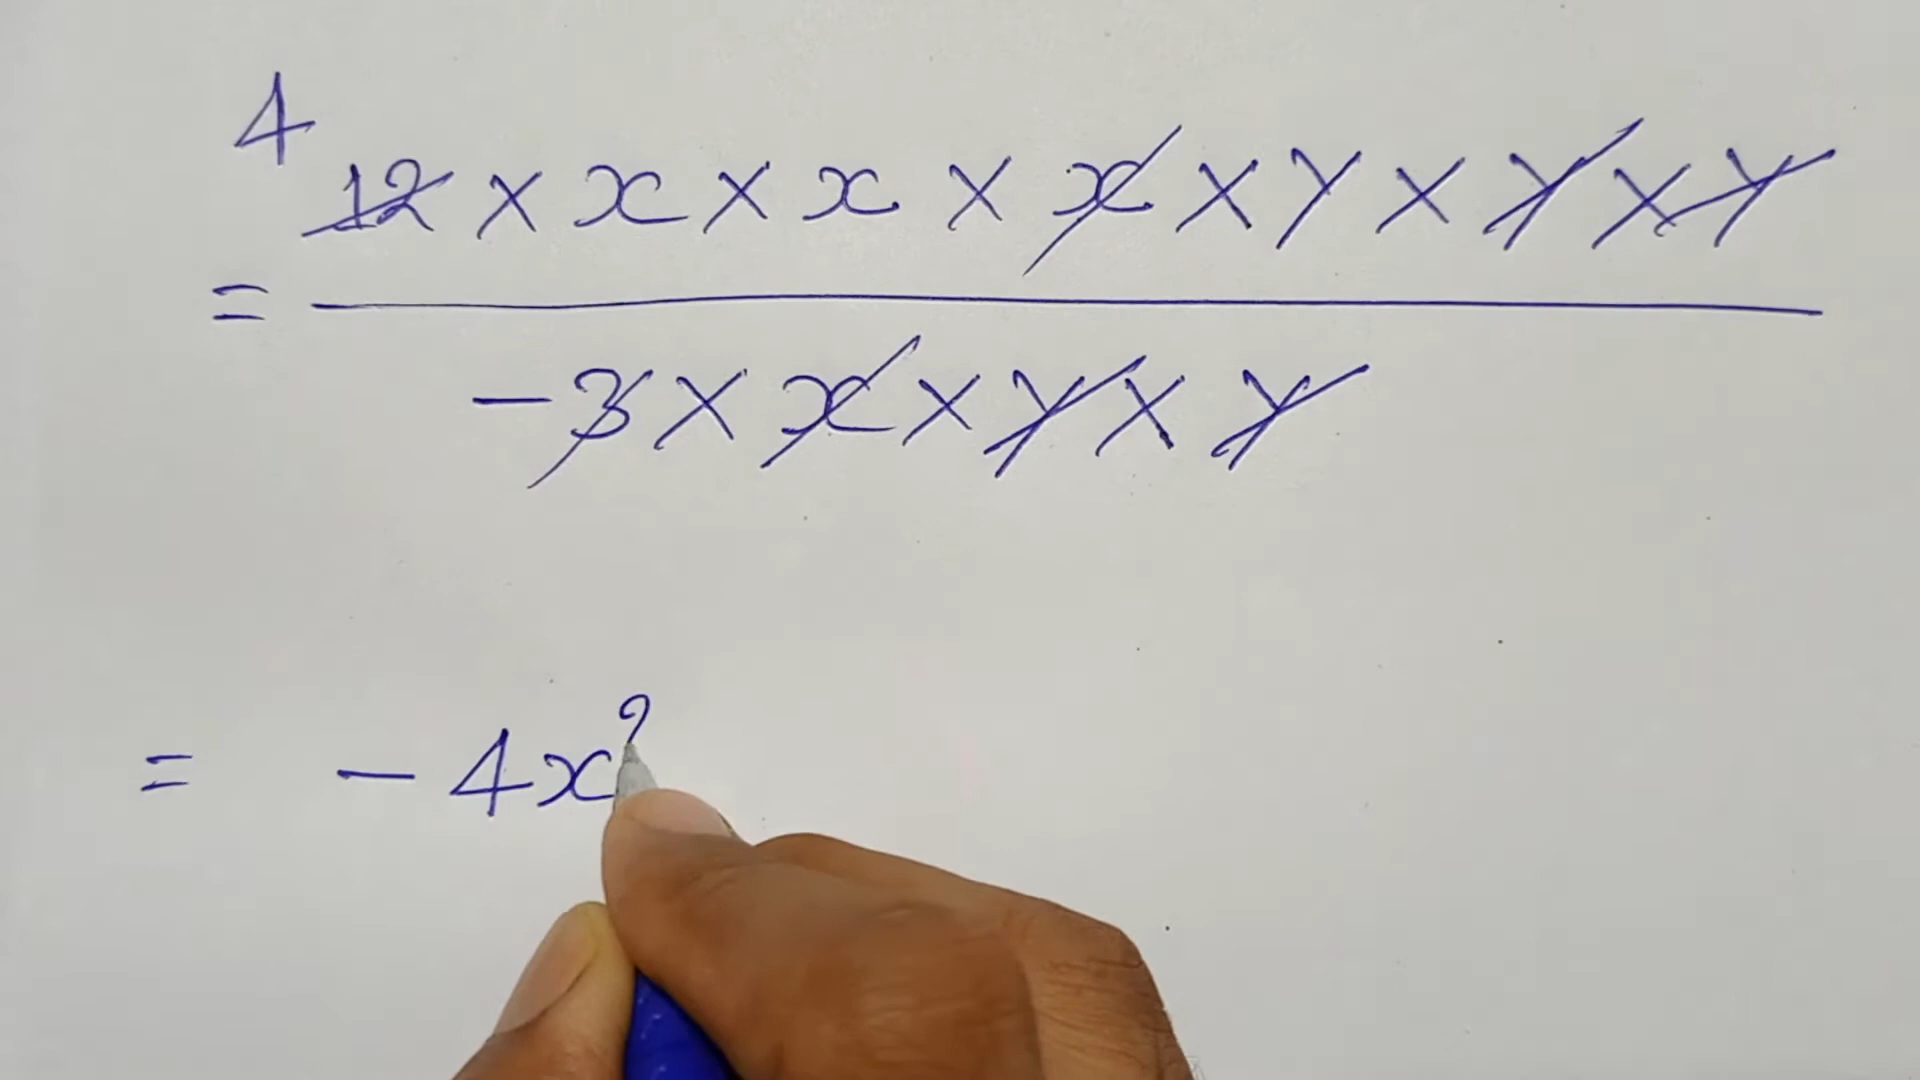 4
12 × x × x × x × y × y × y
=
-3 × x × y × y
= - 4x²